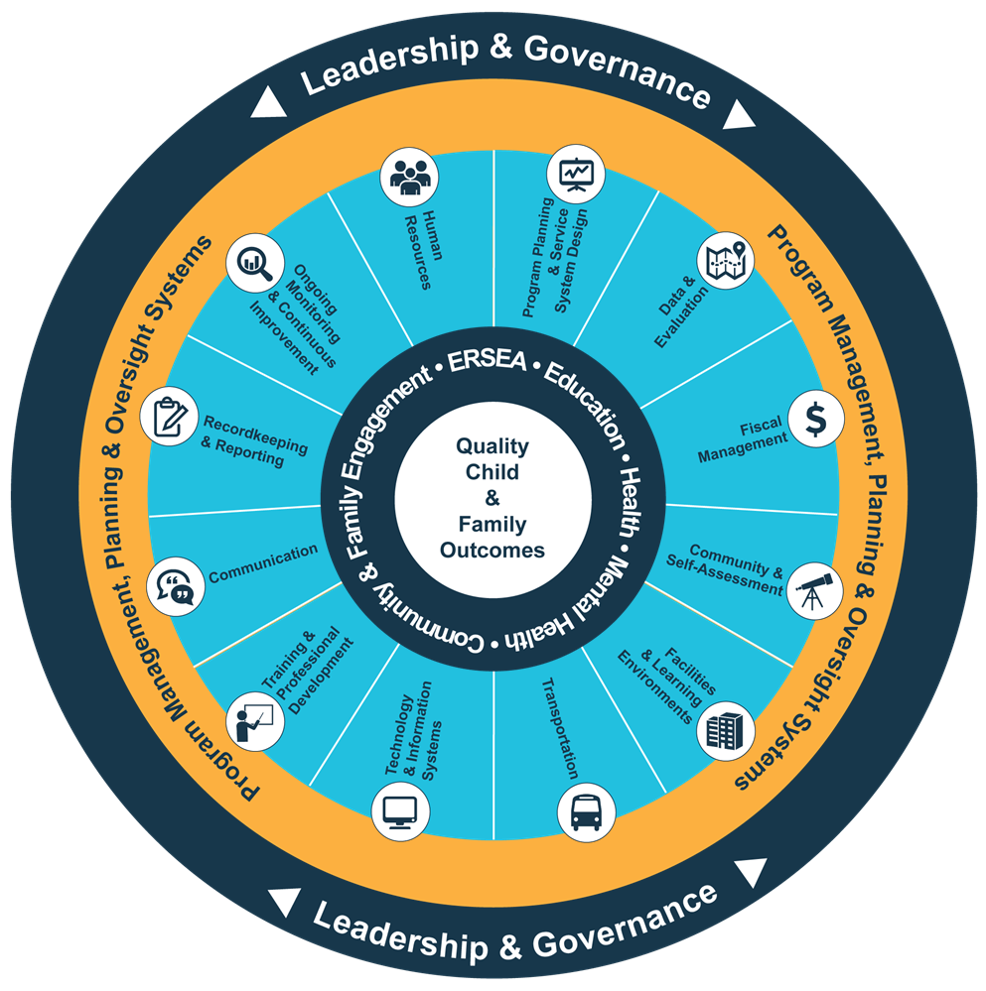 Leadership & Governance
Program Management, Planning & Oversight Systems
Program Management, Planning & Oversight Systems
Human
Resources
Program Planning
& Service
System Design
Data &
Evaluation
$
Fiscal
Management
Community &
Self-Assessment
Facilities
& Learning
Environments
Transportation
Technology
& Information
Systems
Training &
Professional
Development
Communication
Recordkeeping
& Reporting
Ongoing
Monitoring
& Continuous
Improvement
Community & Family Engagement • ERSEA • Education • Health • Mental Health •
Quality
Child
&
Family
Outcomes
Leadership & Governance